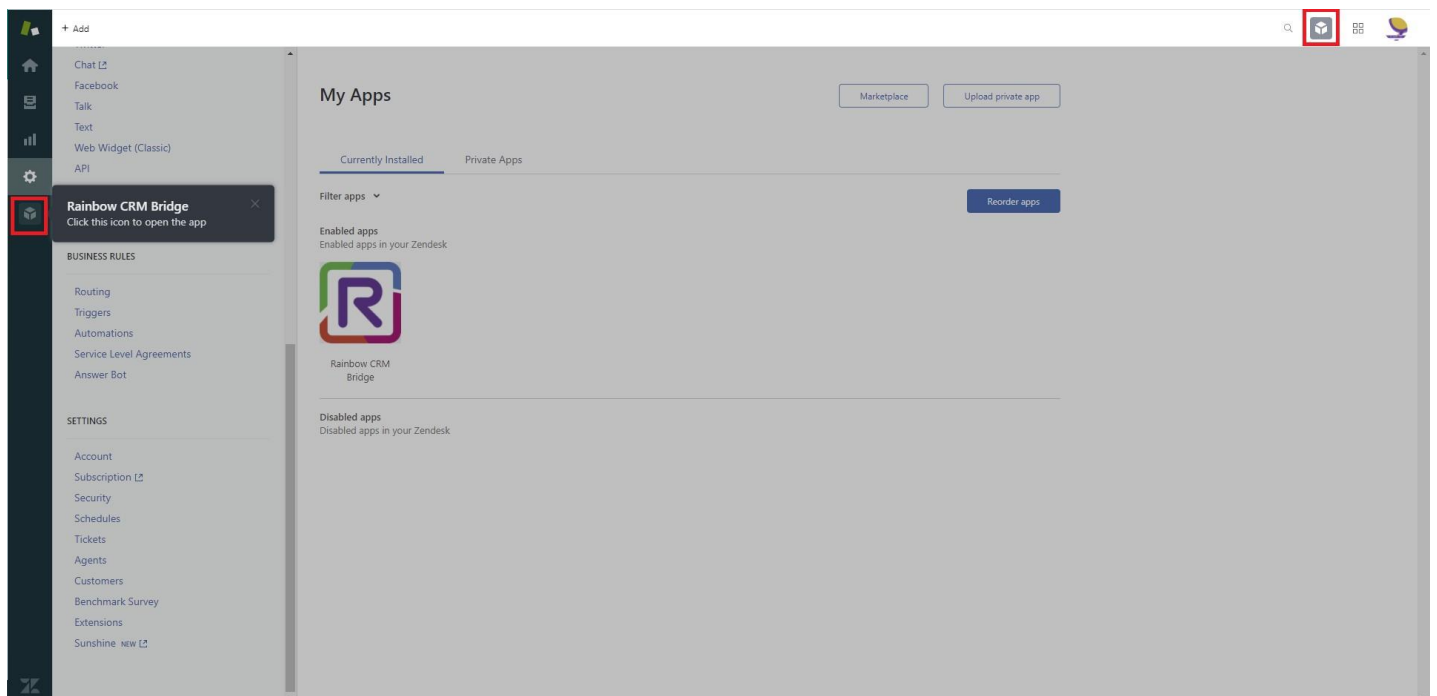 + Add
Chat
Facebook
Talk
Text
Web Widget (Classic)
API
Rainbow CRM Bridge
Click this icon to open the app
BUSINESS RULES
Routing
Triggers
Automations
Service Level Agreements
Answer Bot
SETTINGS
Account
Subscription
Security
Schedules
Tickets
Agents
Customers
Benchmark Survey
Extensions
Sunshine NEW
My Apps
Marketplace
Upload private app
Currently Installed
Private Apps
Filter apps
Reorder apps
Enabled apps
Enabled apps in your Zendesk
R
Rainbow CRM
Bridge
Disabled apps
Disabled apps in your Zendesk